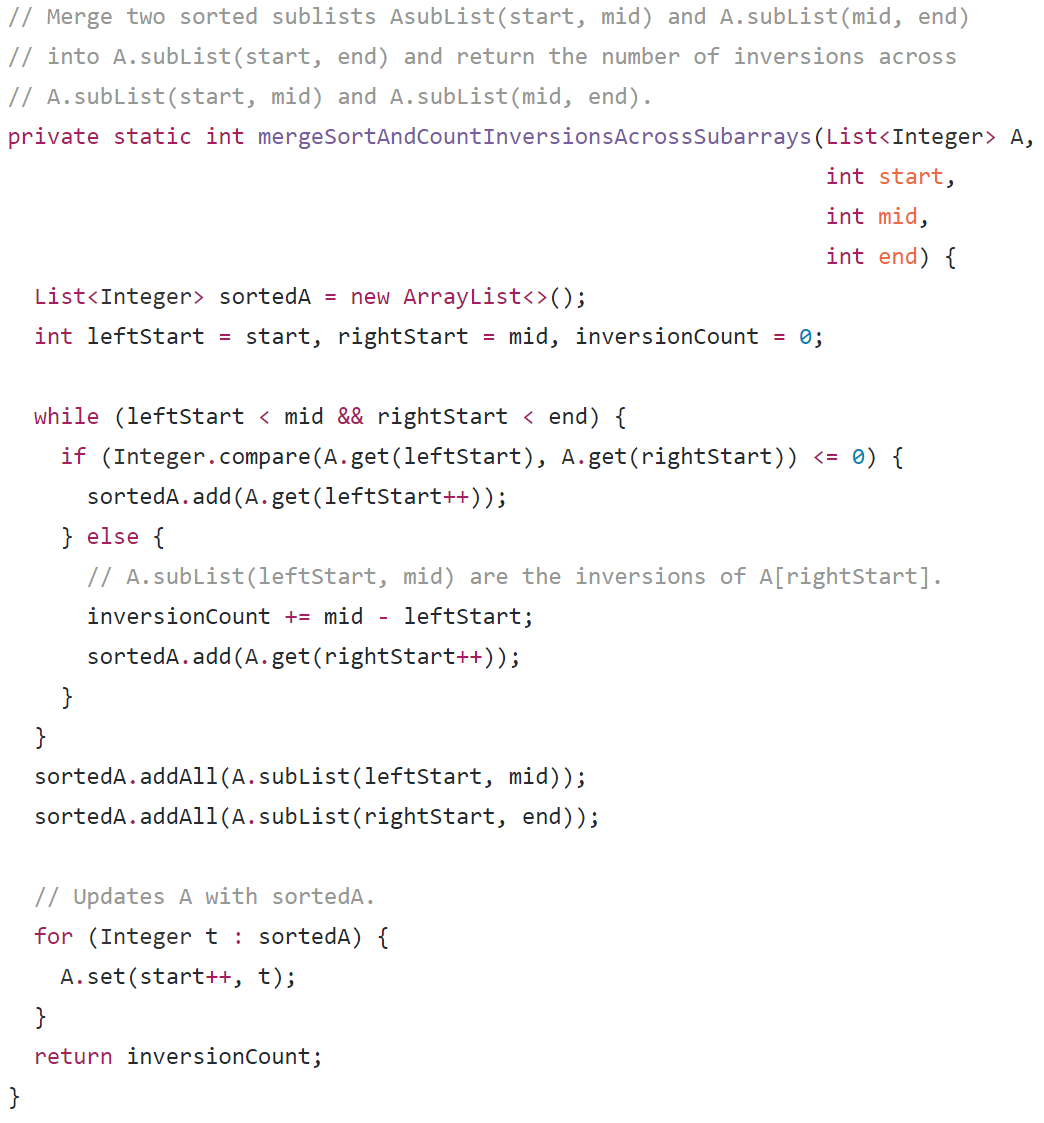 // Merge two sorted sublists AsubList(start, mid) and A.subList(mid, end)
// into A.subList(start, end) and return the number of inversions across
// A.subList(start, mid) and A.subList(mid, end).
private static int mergeSortAndCountInversionsAcrossSubarrays(List<Integer> A,
                                                              int start,
                                                              int mid,
                                                              int end) {
  List<Integer> sortedA = new ArrayList<>();
  int leftStart = start, rightStart = mid, inversionCount = 0;

  while (leftStart < mid && rightStart < end) {
    if (Integer.compare(A.get(leftStart), A.get(rightStart)) <= 0) {
      sortedA.add(A.get(leftStart++));
    } else {
      // A.subList(leftStart, mid) are the inversions of A[rightStart].
      inversionCount += mid - leftStart;
      sortedA.add(A.get(rightStart++));
    }
  }
  sortedA.addAll(A.subList(leftStart, mid));
  sortedA.addAll(A.subList(rightStart, end));

  // Updates A with sortedA.
  for (Integer t : sortedA) {
    A.set(start++, t);
  }
  return inversionCount;
}